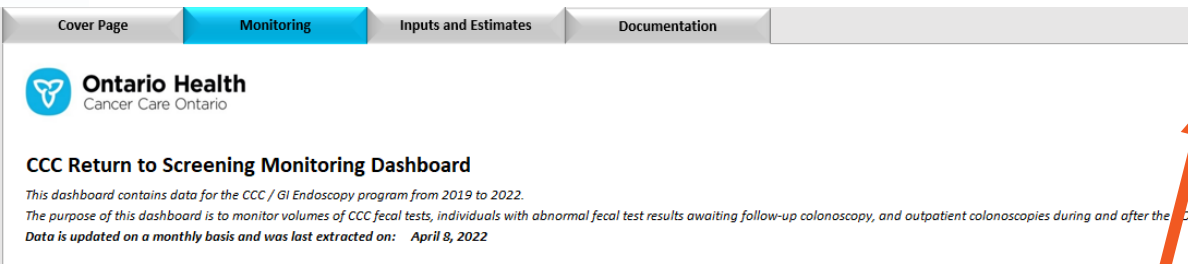 Cover Page Monitoring Inputs and Estimates Documentation
Ontario Health
Cancer Care Ontario
CCC Return to Screening Monitoring Dashboard
This dashboard contains data for the CCC / GI Endoscopy program from 2019 to 2022.
The purpose of this dashboard is to monitor volumes of CCC fecal tests, individuals with abnormal fecal test results awaiting follow-up colonoscopy, and outpatient colonoscopies during and after the
Data is updated on a monthly basis and was last extracted on: April 8, 2022